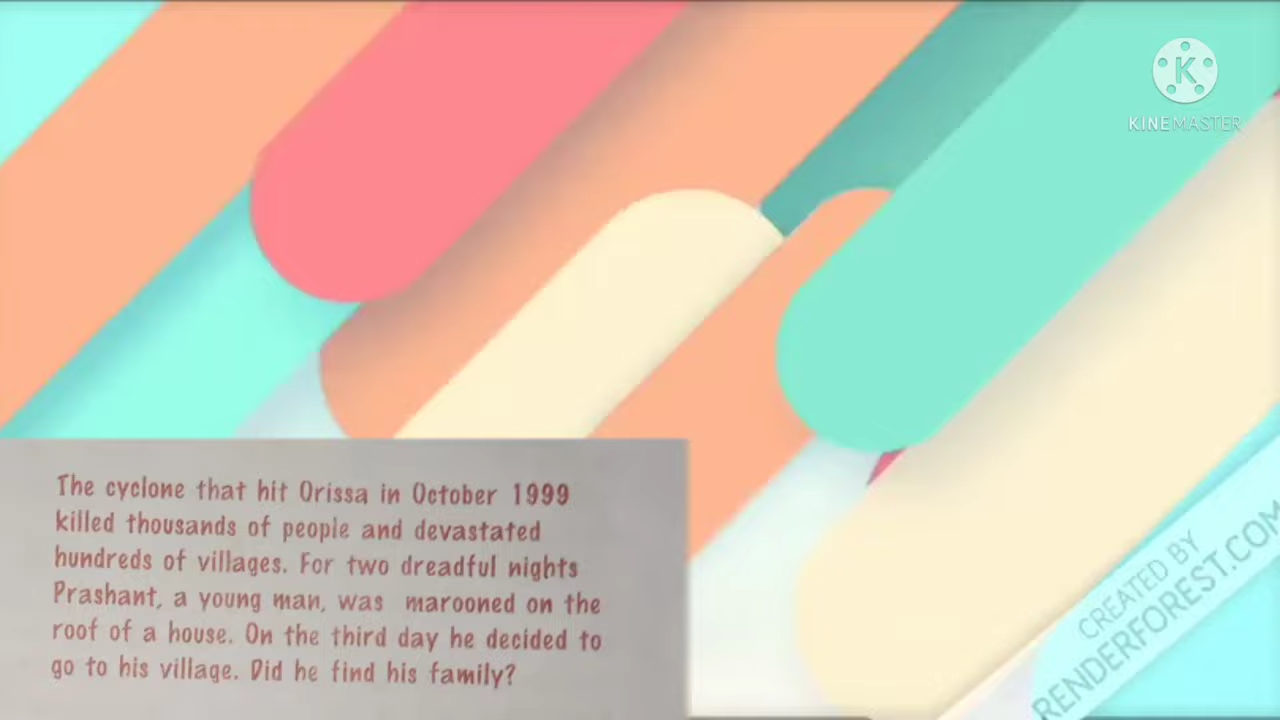 K
KINEMASTER
The cyclone that hit Orissa in October 1999
killed thousands of people and devastated
hundreds of villages. For two dreadful nights
Prashant, a young man, was marooned on the
roof of a house. On the third day he decided to
go to his village. Did he find his family?
CREATED BY
RENDERFOREST.COM